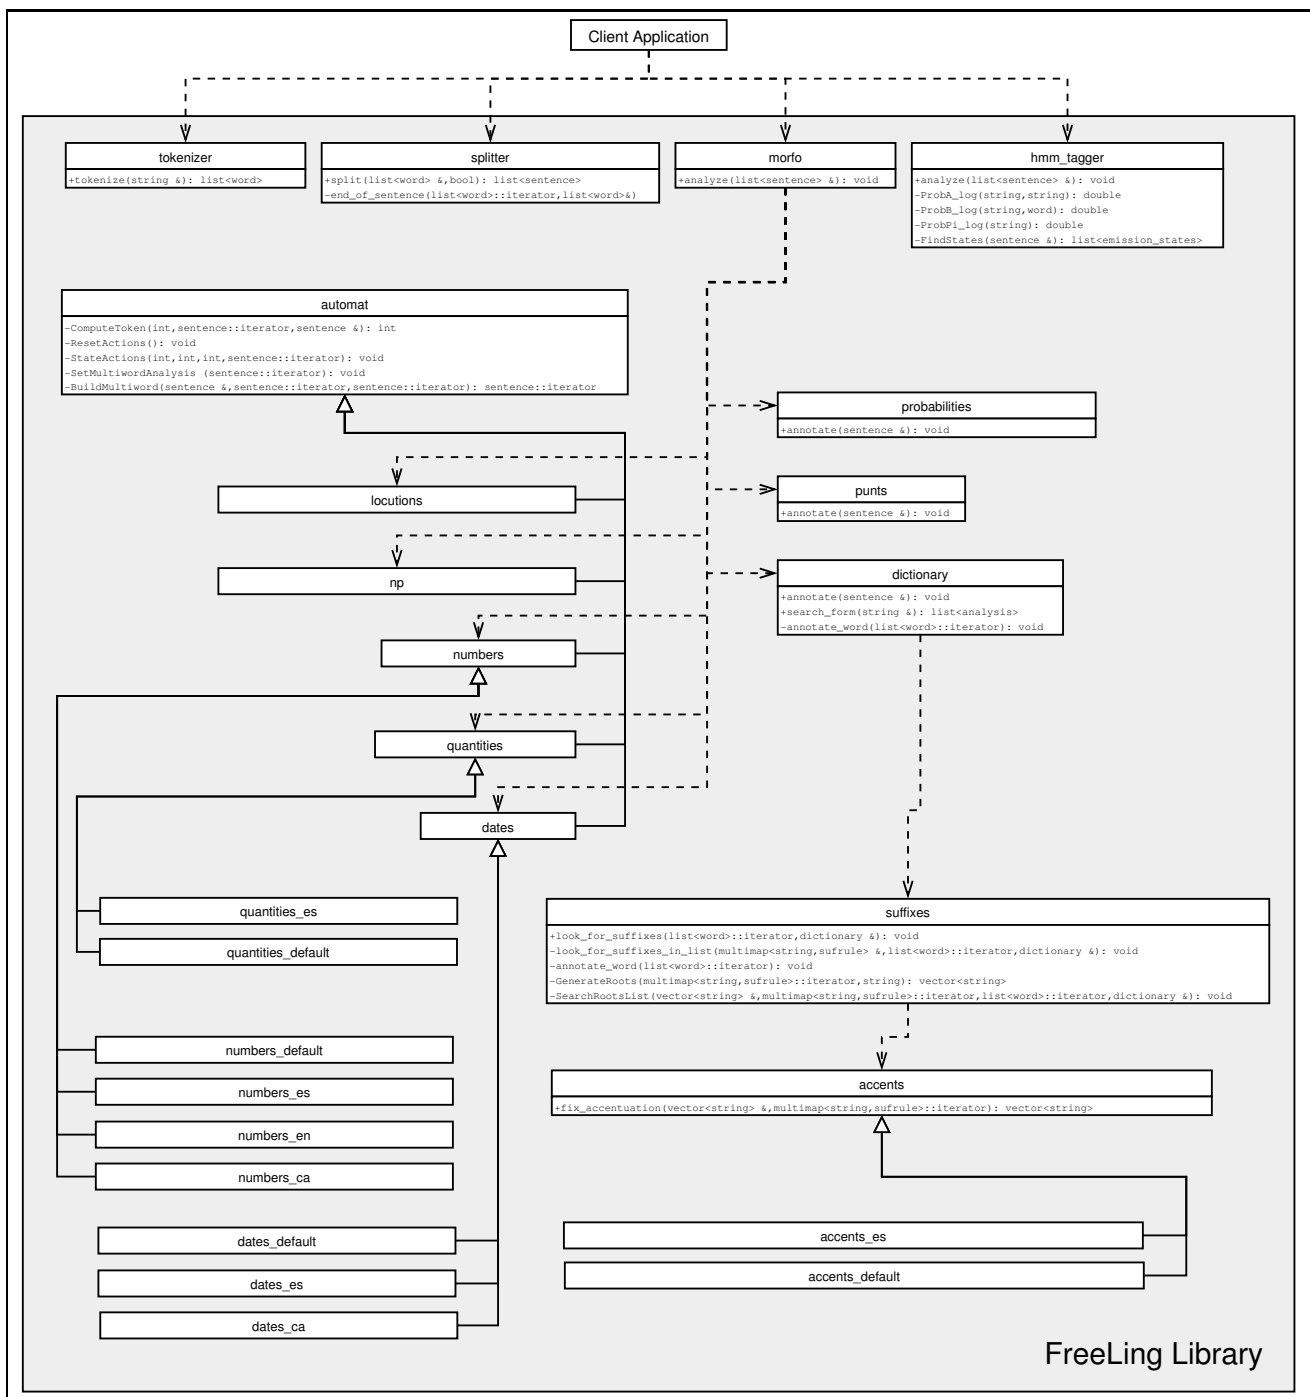 Client Application
tokenizer
+tokenize(string &): list<word>
splitter
+split(list<word> &,bool): list<sentence>
-end_of_sentence(list<word>::iterator,list<word>&)
morfo
+analyze(list<sentence> &): void
hmm_tagger
+analyze(list<sentence> &): void
-ProbA_log(string,string): double
-ProbB_log(string,word): double
-ProbPi_log(string): double
-FindStates(sentence &): list<emission_states>
automat
-ComputeToken(int,sentence::iterator,sentence &): int
-ResetActions(): void
-StateActions(int,int,int,sentence::iterator): void
-SetMultiwordAnalysis (sentence::iterator): void
-BuildMultiword(sentence &,sentence::iterator,sentence::iterator): sentence::iterator
probabilities
+annotate(sentence &): void
locutions
punts
+annotate(sentence &): void
np
dictionary
+annotate(sentence &): void
+search_form(string &): list<analysis>
-annotate_word(list<word>::iterator): void
numbers
quantities
dates
quantities_es
quantities_default
suffixes
+look_for_suffixes(list<word>::iterator,dictionary &): void
-look_for_suffixes_in_list(multimap<string,sufrule> &,list<word>::iterator,dictionary &): void
-annotate_word(list<word>::iterator): void
-GenerateRoots(multimap<string,sufrule>::iterator,string): vector<string>
-SearchRootsList(vector<string> &,multimap<string,sufrule>::iterator,list<word>::iterator,dictionary &): void
numbers_default
numbers_es
numbers_en
numbers_ca
accents
+fix_accentuation(vector<string> &,multimap<string,sufrule>::iterator): vector<string>
dates_default
dates_es
dates_ca
accents_es
accents_default
FreeLing Library